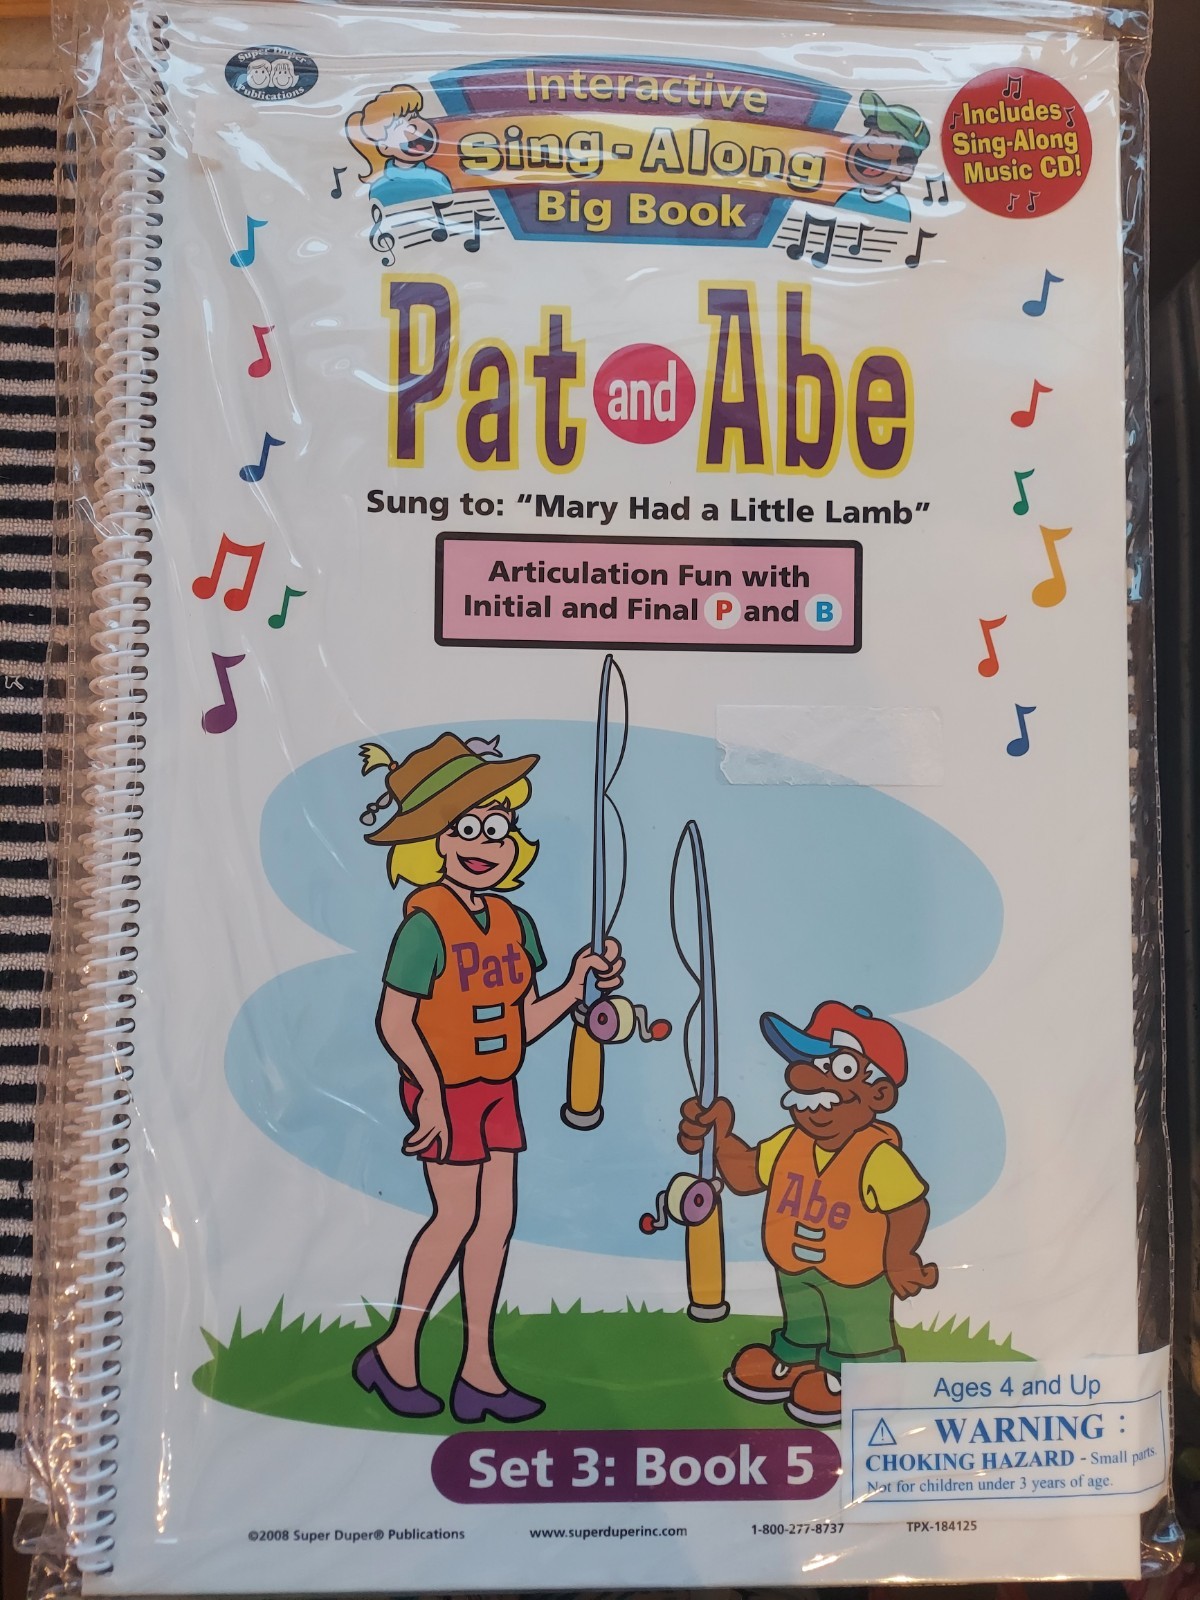 Super Duper
Publications
Interactive
Sing-Along
Big Book
Includes
Sing-Along
Music CD!
Pat and Abe
Sung to: "Mary Had a Little Lamb"
Articulation Fun with
Initial and Final P and B
Pat
Abe
Ages 4 and Up
WARNING :
CHOKING HAZARD - Small parts.
Not for children under 3 years of age.
Set 3: Book 5
©2008 Super Duper® Publications www.superduperinc.com 1-800-277-8737 TPX-184125